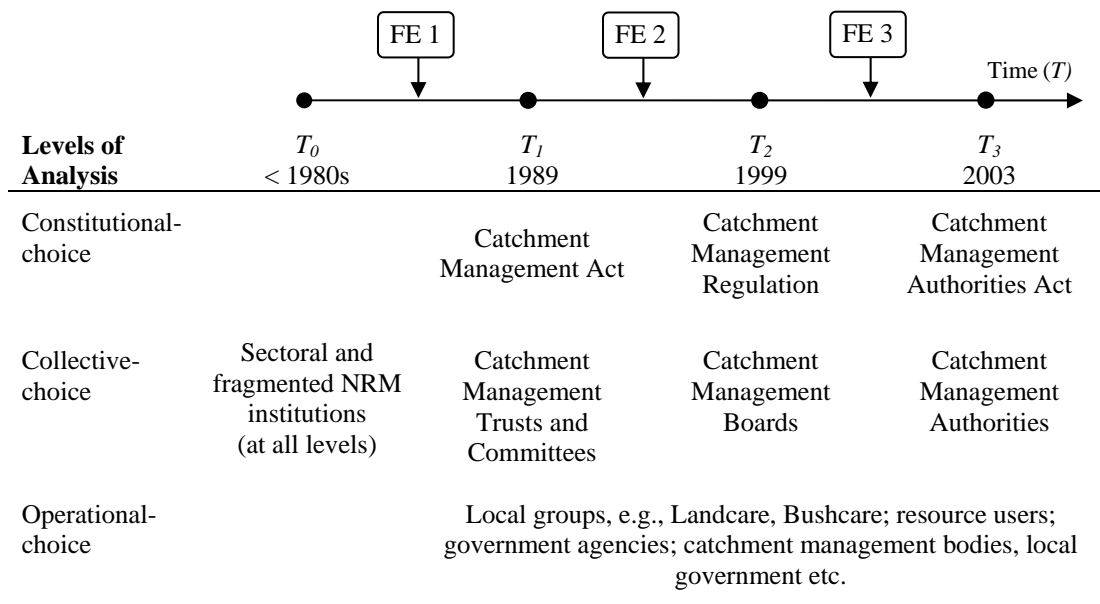 FE 1
FE 2
FE 3
Time (T)
Levels of
Analysis
T0
< 1980s
T1
1989
T2
1999
T3
2003
Constitutional-
choice
Catchment
Management Act
Catchment
Management
Regulation
Catchment
Management
Authorities Act
Collective-
choice
Sectoral and
fragmented NRM
institutions
(at all levels)
Catchment
Management
Trusts and
Committees
Catchment
Management
Boards
Catchment
Management
Authorities
Operational-
choice
Local groups, e.g., Landcare, Bushcare; resource users;
government agencies; catchment management bodies, local
government etc.